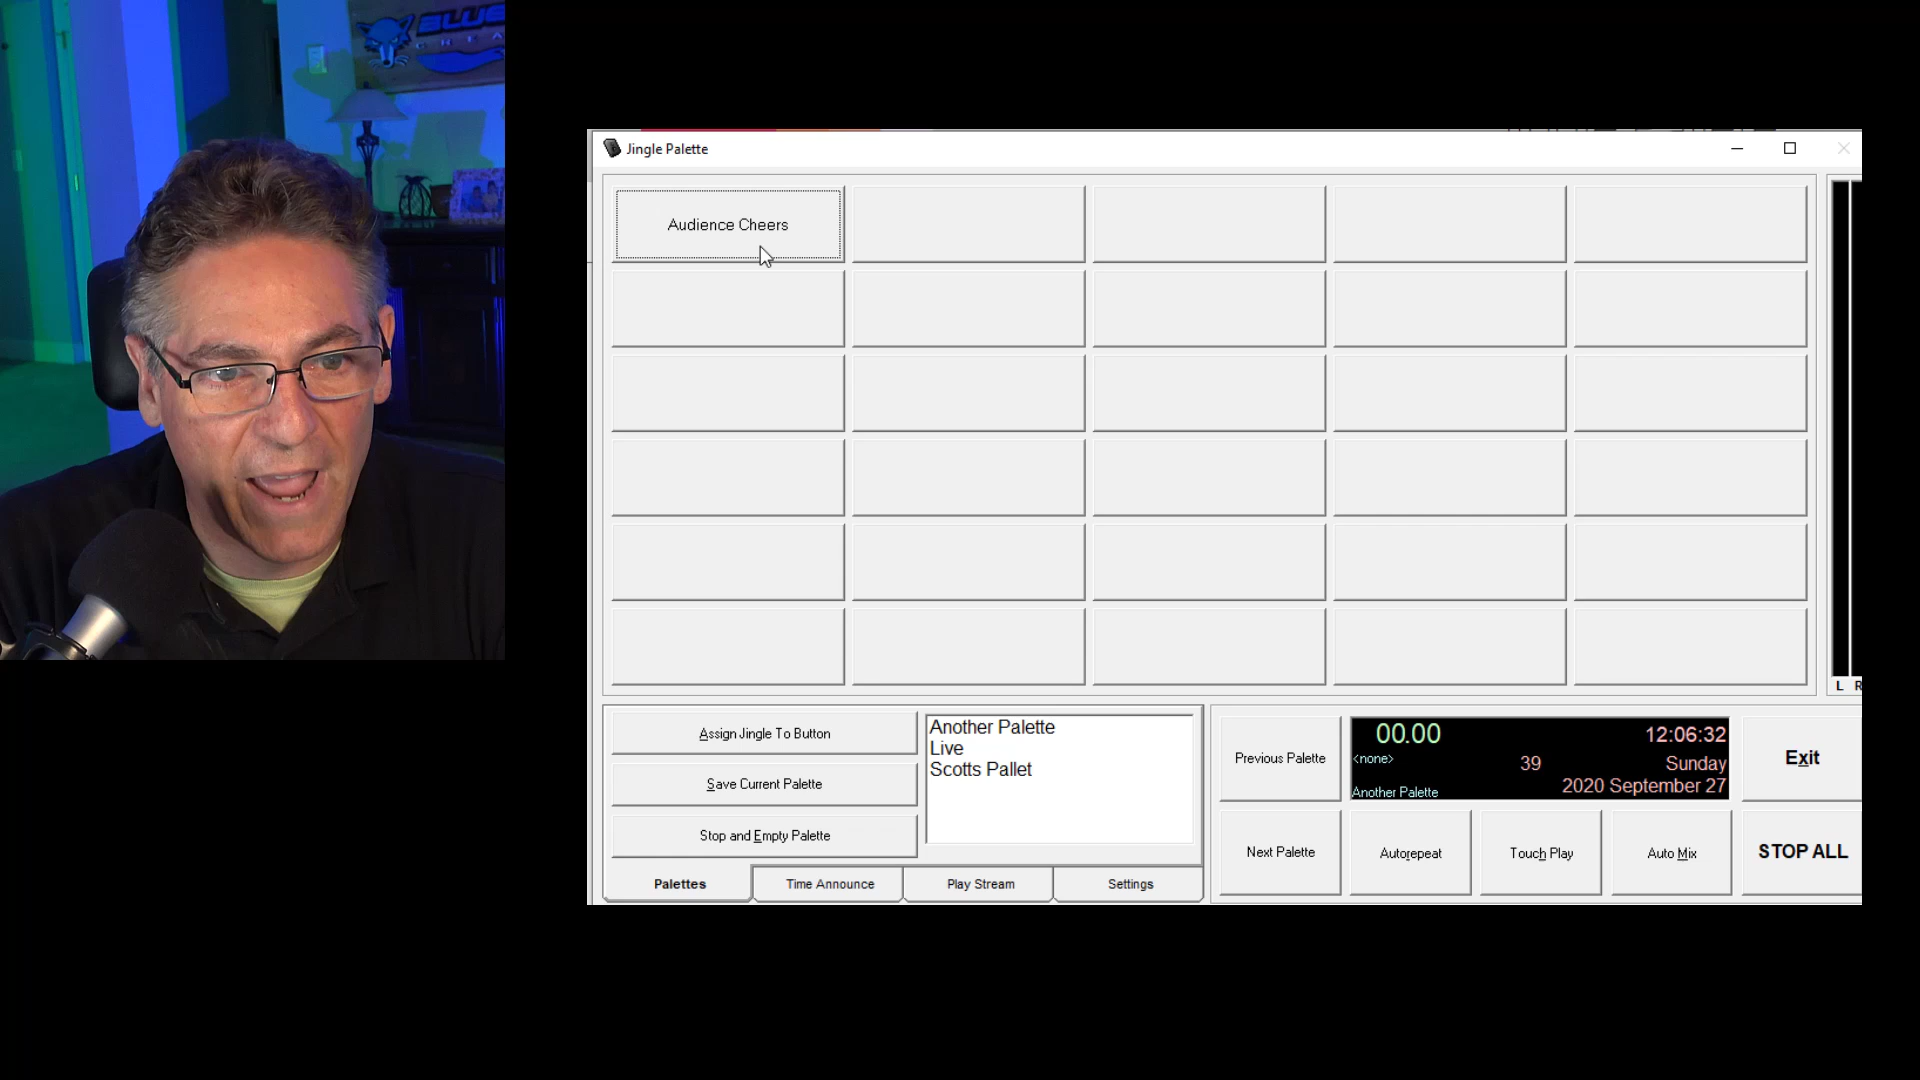 BLUE
CREA
Jingle Palette
Audience Cheers
L R
Assign Jingle To Button
Save Current Palette
Stop and Empty Palette
Another Palette
Live
Scotts Pallet
Palettes
Time Announce
Play Stream
Settings
Previous Palette
Next Palette
00.00
12:06:32
<none>
39
Sunday
Another Palette
2020 September 27
Exit
Autorepeat
Touch Play
Auto Mix
STOP ALL